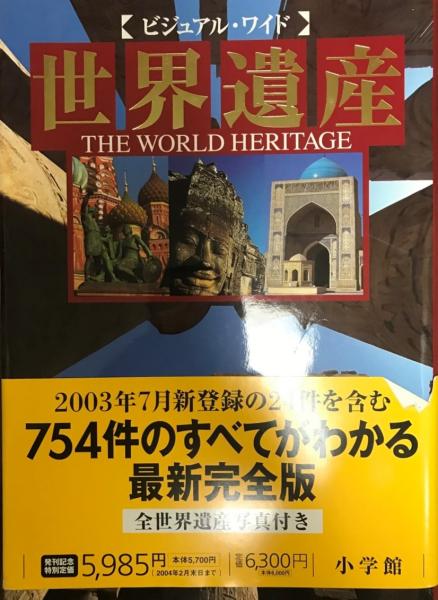 【ビジュアル・ワイド】
世界遺産
THE WORLD HERITAGE
2003年7月新登録の24件を含む
754件のすべてがわかる
最新完全版
全世界遺産写真付き
発刊記念 特別定価 5,985円 本体5,700円 (2004年2月末日まで) 定価 6,300円 本体6,000円 小学館